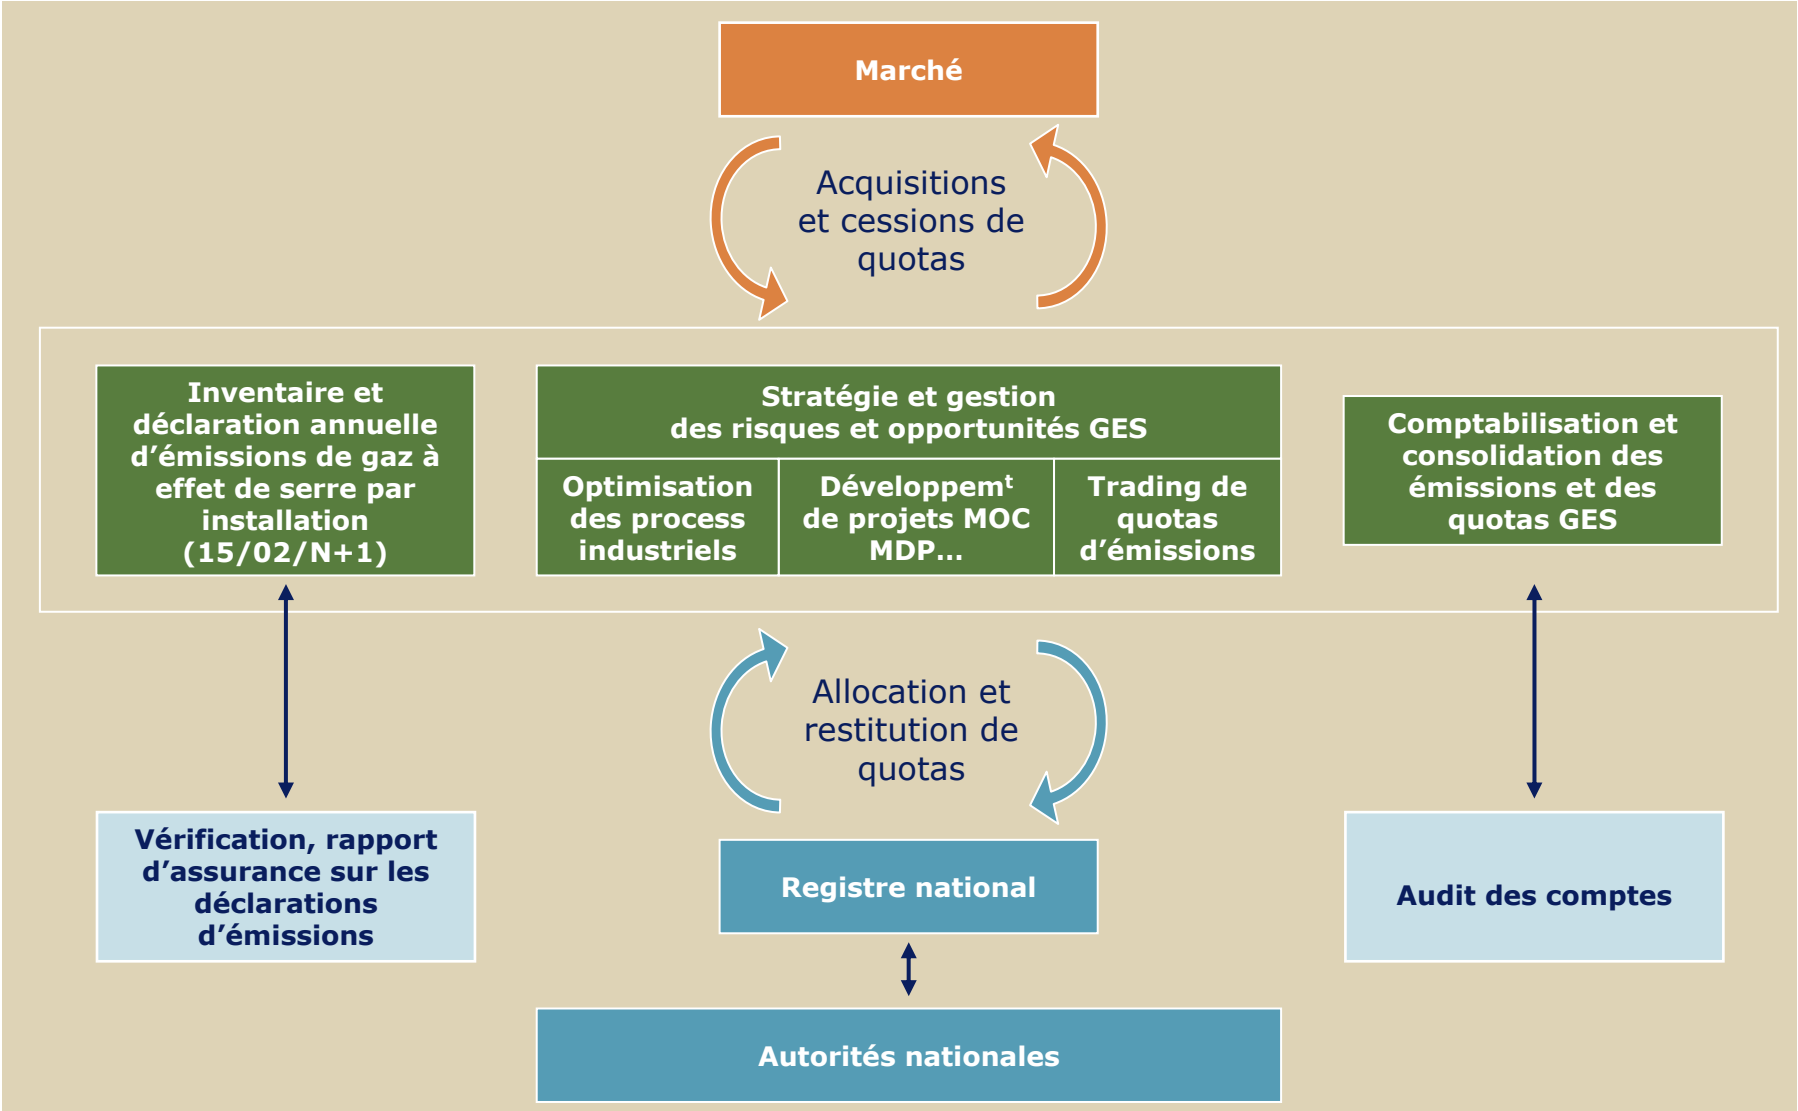 Marché
Acquisitions
et cessions de
quotas
Inventaire et
déclaration annuelle
d’émissions de gaz à
effet de serre par
installation
(15/02/N+1)
Stratégie et gestion
des risques et opportunités GES
Optimisation
des process
industriels
Développemᵗ
de projets MOC
MDP...
Trading de
quotas
d’émissions
Comptabilisation et
consolidation des
émissions et des
quotas GES
Allocation et
restitution de
quotas
Vérification, rapport
d’assurance sur les
déclarations
d’émissions
Registre national
Audit des comptes
Autorités nationales